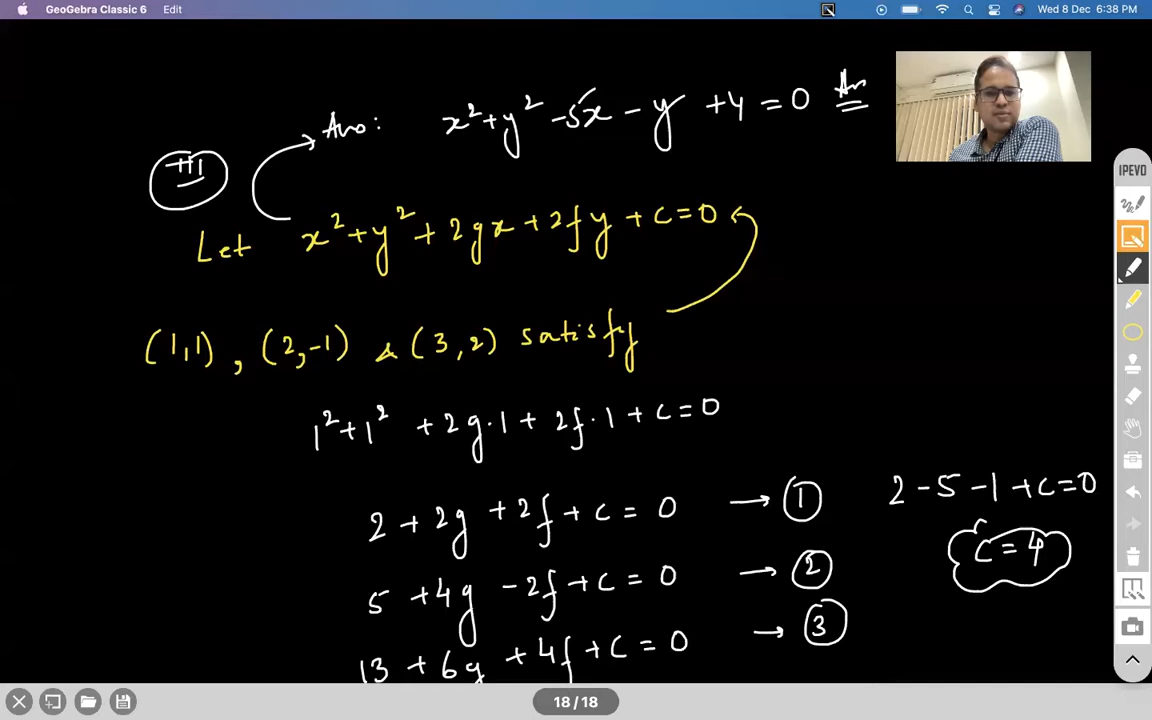 GeoGebra Classic 6 Edit Wed 8 Dec 6:38 PM
Ans: x²+y² -5x - y +4 = 0 Ans
IPEVO
Let x²+y² + 2gx + 2fy + c = 0
(1,1), (2,-1) & (3,2) satisfy
1²+1² + 2g·1 + 2f·1 + c = 0
2 + 2g + 2f + c = 0 → ①
2 - 5 - 1 + c = 0
c = 4
5 + 4g - 2f + c = 0 → ②
13 + 6g + 4f + c = 0 → ③
18 / 18